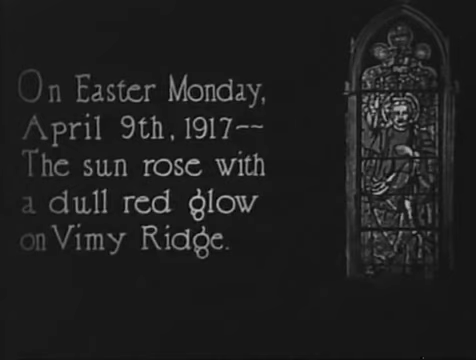 On Easter Monday,
April 9th, 1917--
The sun rose with
a dull red glow
on Vimy Ridge.